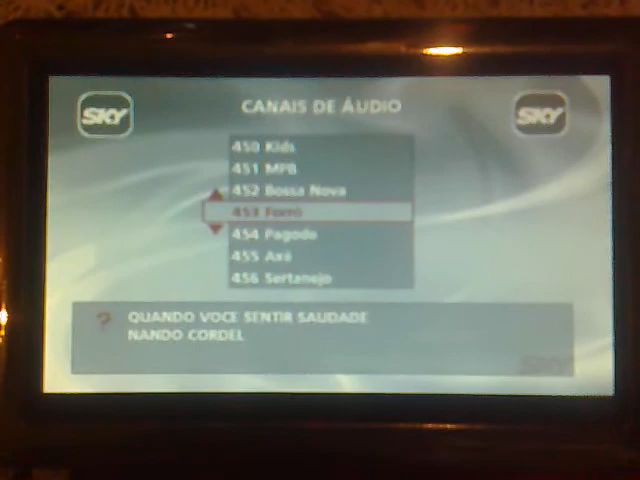 SKY
CANAIS DE ÁUDIO
SKY
450 Kids
451 MPB
452 Bossa Nova
453 Forró
454 Pagode
455 Axé
456 Sertanejo
? QUANDO VOCE SENTIR SAUDADE
NANDO CORDEL
SKY